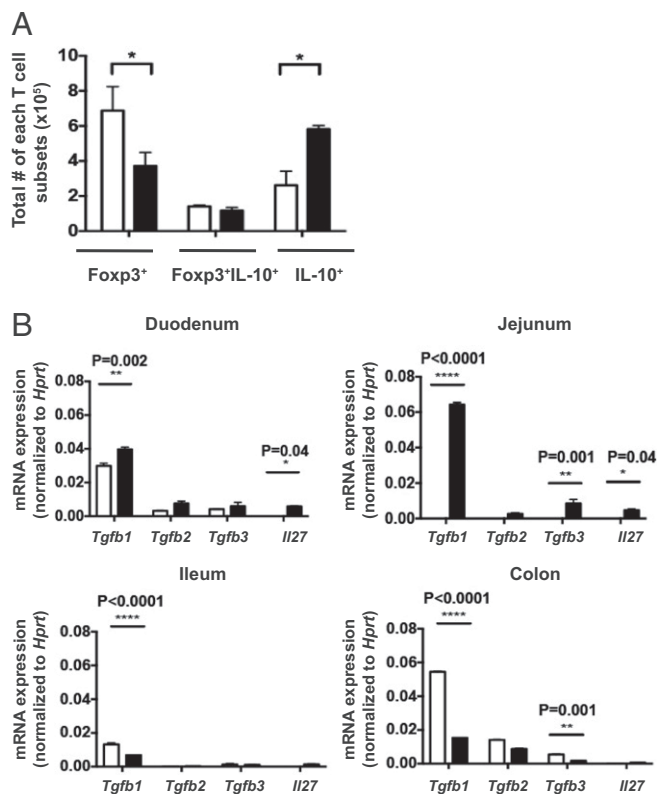 A
Total # of each T cell
subsets (x10⁵)
10
8
6
4
2
0
*
*
Foxp3⁺
Foxp3⁺IL-10⁺
IL-10⁺
B
Duodenum
mRNA expression
(normalized to Hprt)
0.08
0.06
0.04
0.02
0.00
P=0.002
**
P=0.04
*
Tgfb1
Tgfb2
Tgfb3
Il27
Jejunum
mRNA expression
(normalized to Hprt)
0.08
0.06
0.04
0.02
0.00
P<0.0001
****
P=0.001
**
P=0.04
*
Tgfb1
Tgfb2
Tgfb3
Il27
Ileum
mRNA expression
(normalized to Hprt)
0.08
0.06
0.04
0.02
0.00
P<0.0001
****
Tgfb1
Tgfb2
Tgfb3
Il27
Colon
mRNA expression
(normalized to Hprt)
0.08
0.06
0.04
0.02
0.00
P<0.0001
****
P=0.001
**
Tgfb1
Tgfb2
Tgfb3
Il27